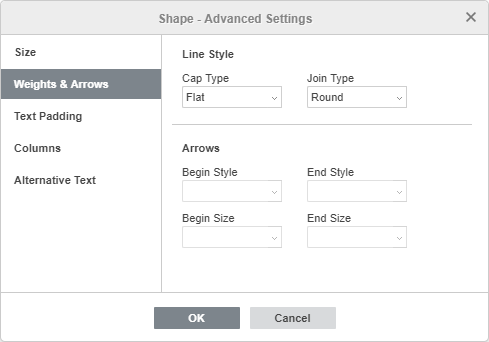 Shape - Advanced Settings
Size
Weights & Arrows
Text Padding
Columns
Alternative Text
Line Style
Cap Type Join Type
Flat Round
Arrows
Begin Style End Style
Begin Size End Size
OK Cancel